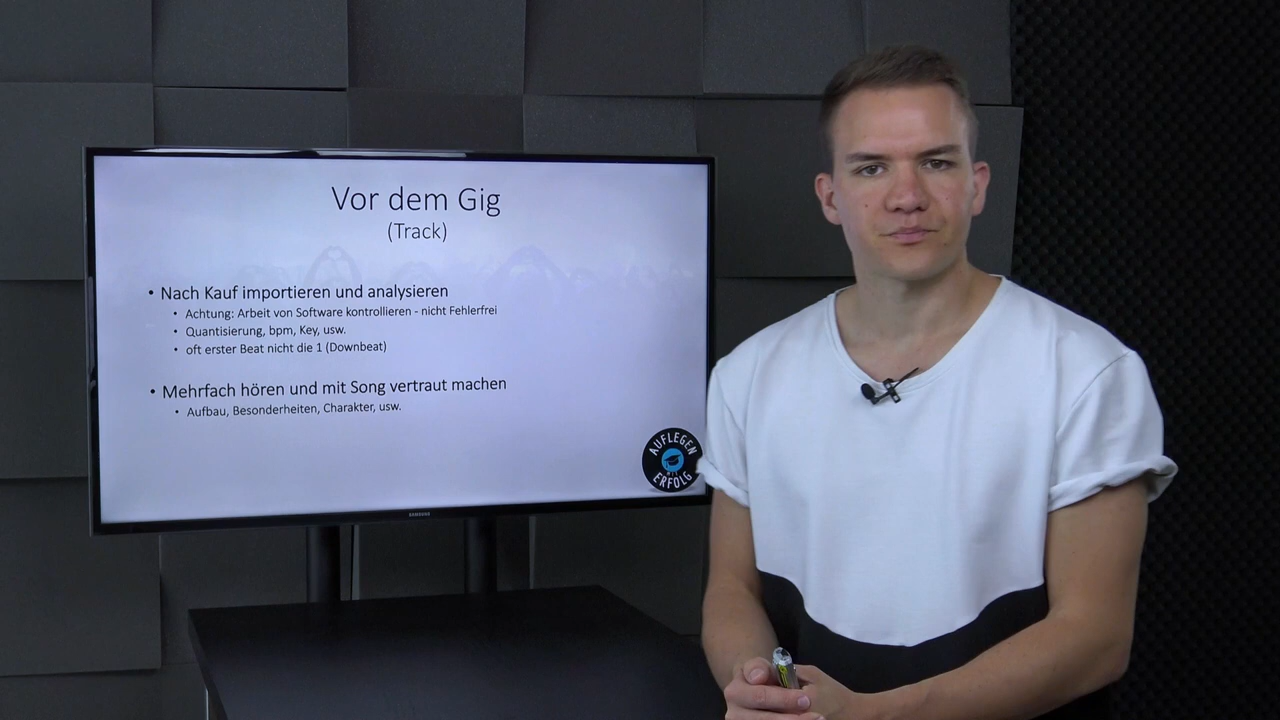 Vor dem Gig
(Track)
• Nach Kauf importieren und analysieren
• Achtung: Arbeit von Software kontrollieren - nicht Fehlerfrei
• Quantisierung, bpm, Key, usw.
• oft erster Beat nicht die 1 (Downbeat)
• Mehrfach hören und mit Song vertraut machen
• Aufbau, Besonderheiten, Charakter, usw.
AUFLEGEN
MIT
ERFOLG
SAMSUNG